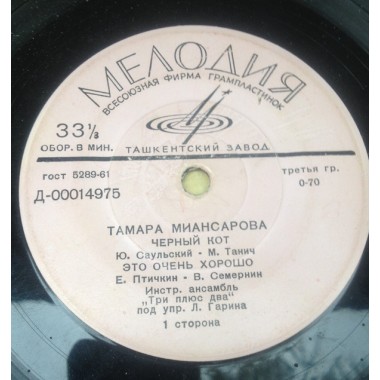 МЕЛОДИЯ
ВСЕСОЮЗНАЯ ФИРМА ГРАМПЛАСТИНОК
33⅓
ОБОР. В МИН.
ТАШКЕНТСКИЙ ЗАВОД
ГОСТ 5289-61
третья гр.
Д-00014975
0-70
ТАМАРА МИАНСАРОВА
ЧЕРНЫЙ КОТ
Ю. Саульский - М. Танич
ЭТО ОЧЕНЬ ХОРОШО
Е. Птичкин - В. Семернин
Инстр. ансамбль
„Три плюс два“
под упр. Л. Гарина
1 сторона